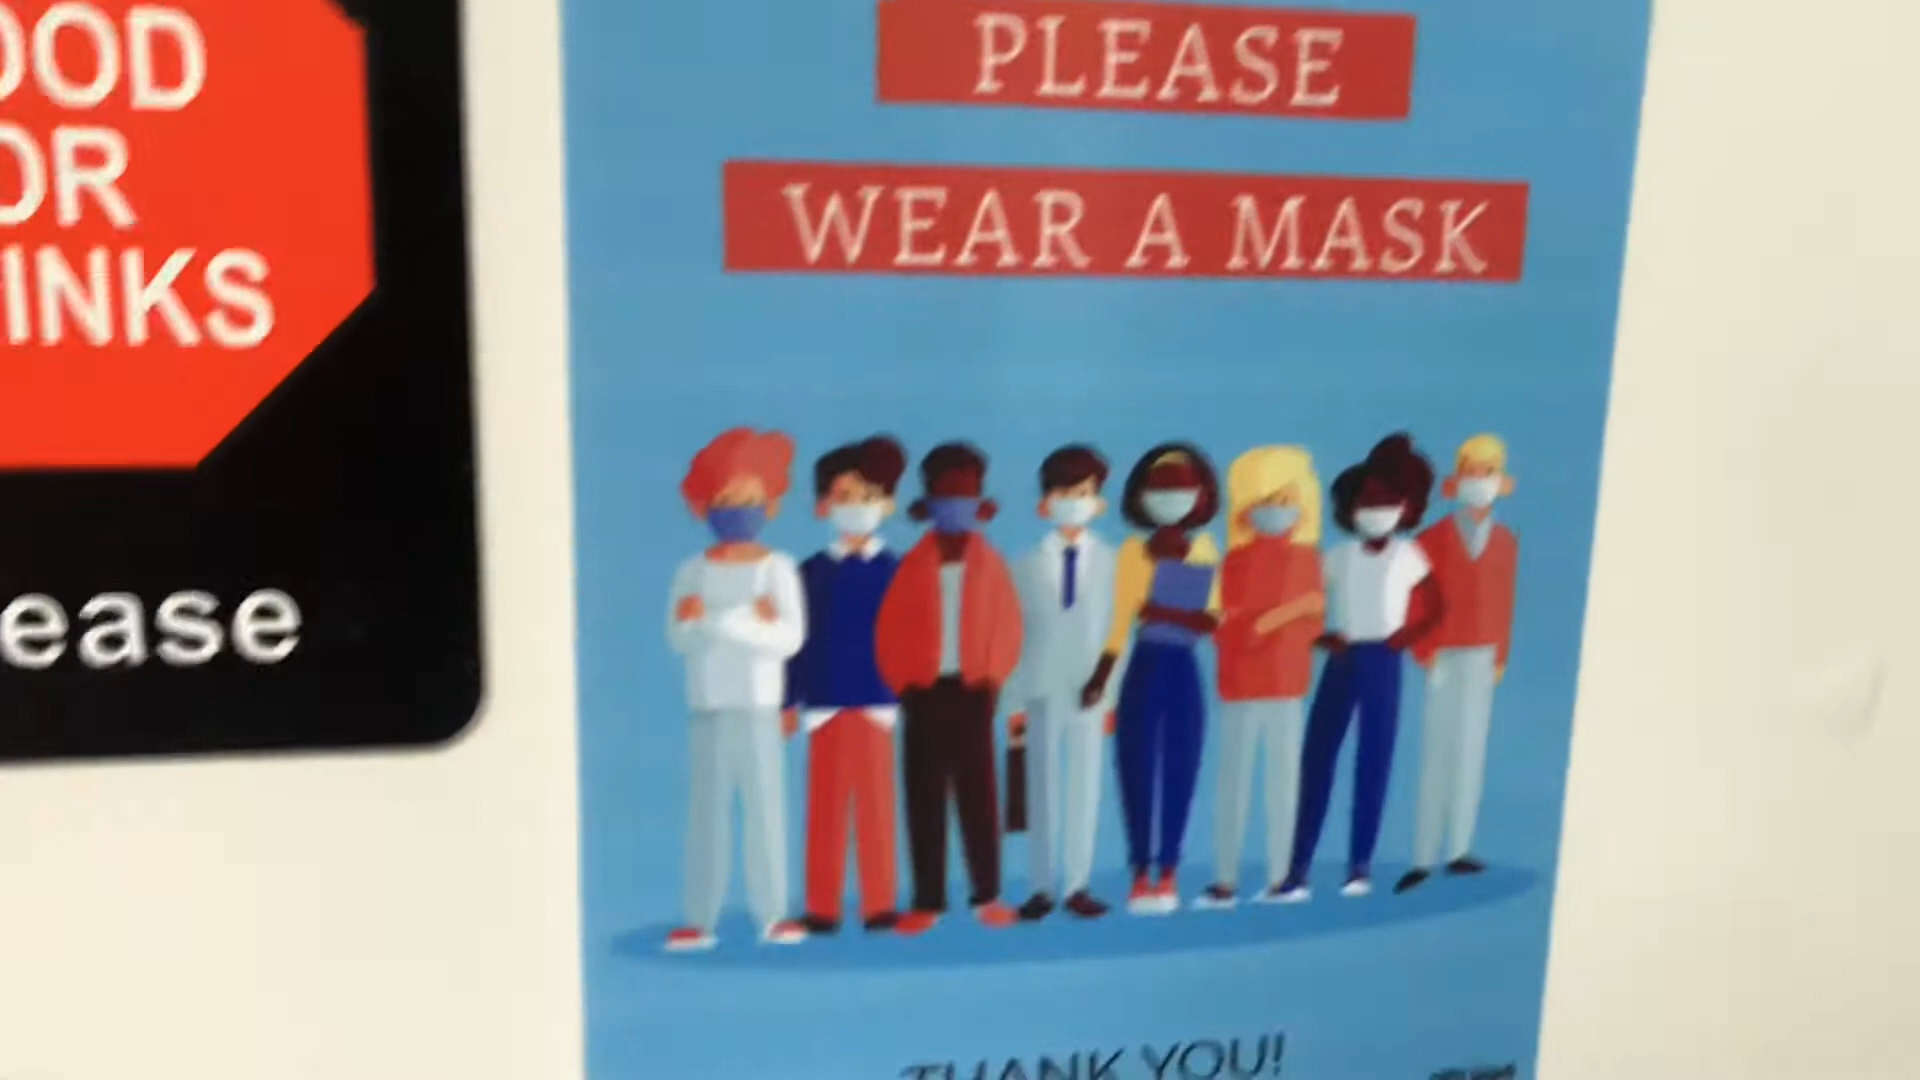 OOD
OR
INKS
ease
PLEASE
WEAR A MASK
THANK YOU!